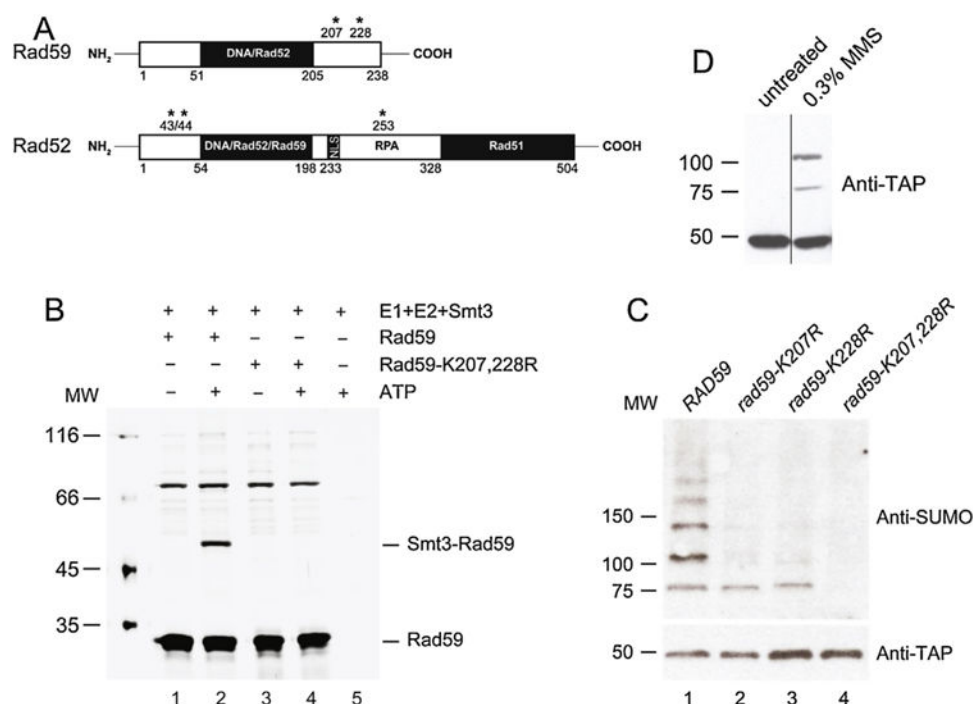 A
* *
207 228
Rad59 NH2 DNA/Rad52 COOH
1 51 205 238
** *
43/44 253
Rad52 NH2 DNA/Rad52/Rad59 NLS RPA Rad51 COOH
1 54 198 233 328 504
B
+ + + + + E1+E2+Smt3
+ + – – – Rad59
– – + + – Rad59-K207,228R
MW – + – + + ATP
116
66
Smt3-Rad59
45
35
Rad59
1 2 3 4 5
D
untreated
0.3% MMS
100
75
Anti-TAP
50
C
MW
RAD59
rad59-K207R
rad59-K228R
rad59-K207,228R
150
Anti-SUMO
100
75
50
Anti-TAP
1 2 3 4